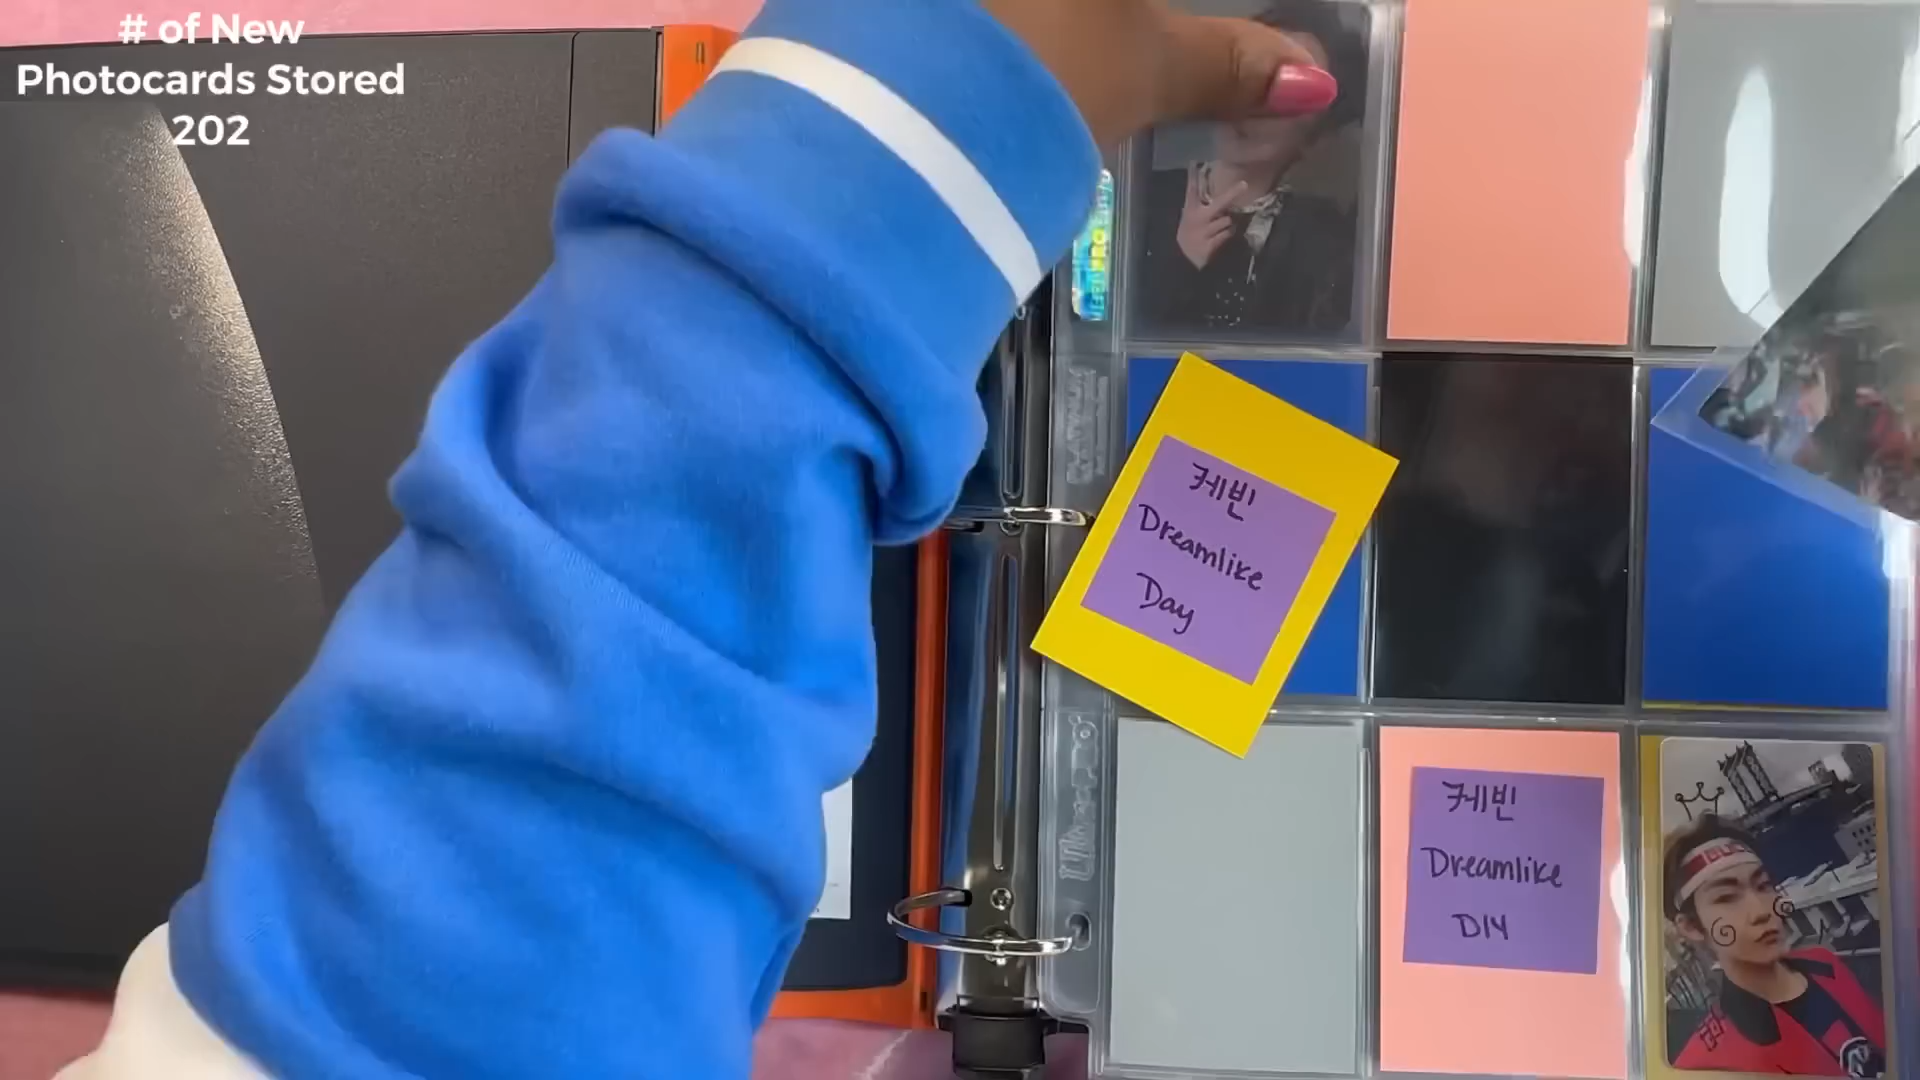 # of New
Photocards Stored
202
케빈
Dreamlike
Day
케빈
Dreamlike
DIY